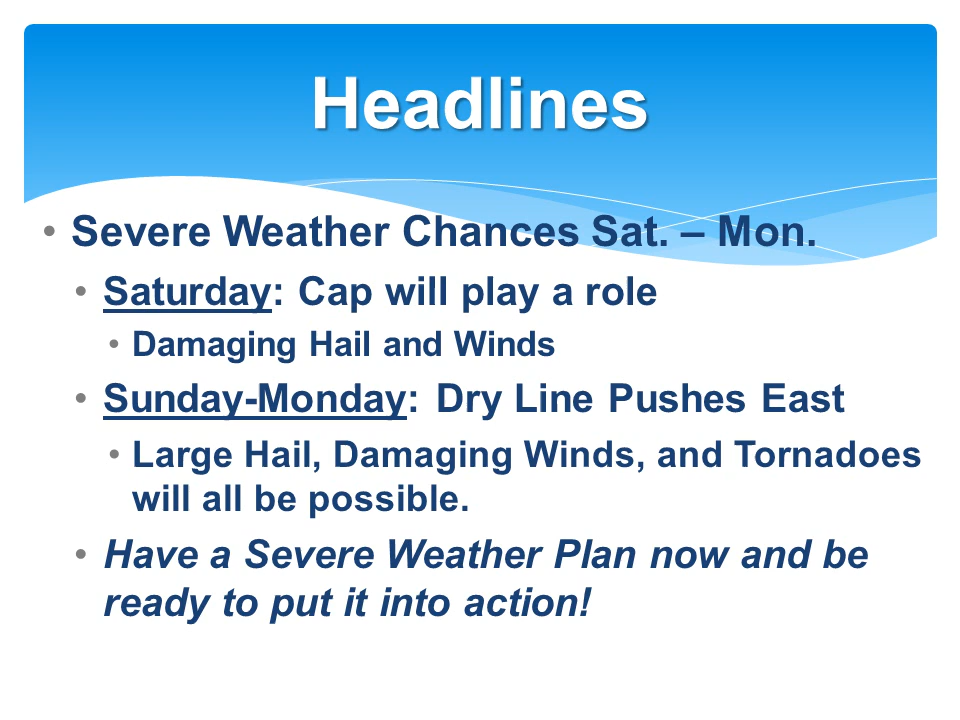 Headlines
• Severe Weather Chances Sat. – Mon.
• Saturday: Cap will play a role
• Damaging Hail and Winds
• Sunday-Monday: Dry Line Pushes East
• Large Hail, Damaging Winds, and Tornadoes
will all be possible.
• Have a Severe Weather Plan now and be
ready to put it into action!